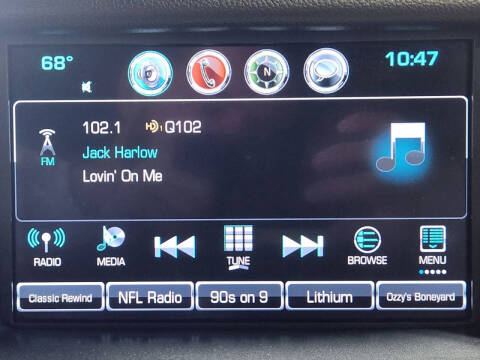 68°
10:47
N
102.1 HD1 Q102
FM
Jack Harlow
Lovin' On Me
RADIO MEDIA TUNE BROWSE MENU
Classic Rewind NFL Radio 90s on 9 Lithium Ozzy's Boneyard